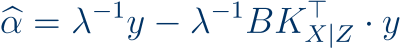 $\widehat{\alpha} = \lambda^{-1} y - \lambda^{-1} B K_{X|Z}^{\top} \cdot y$